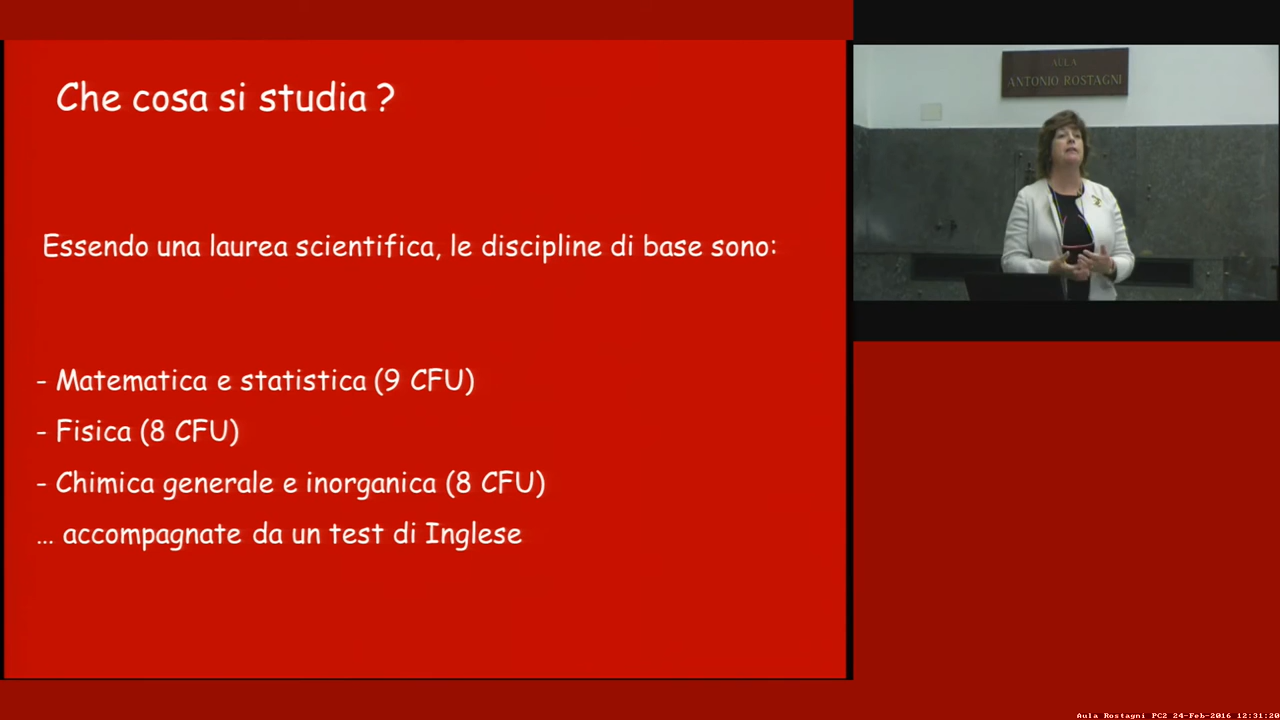 Che cosa si studia ?
Essendo una laurea scientifica, le discipline di base sono:
- Matematica e statistica (9 CFU)
- Fisica (8 CFU)
- Chimica generale e inorganica (8 CFU)
... accompagnate da un test di Inglese
AULA
ANTONIO ROSTAGNI
Aula Rostagni PC2 24-Feb-2016 12:31:20